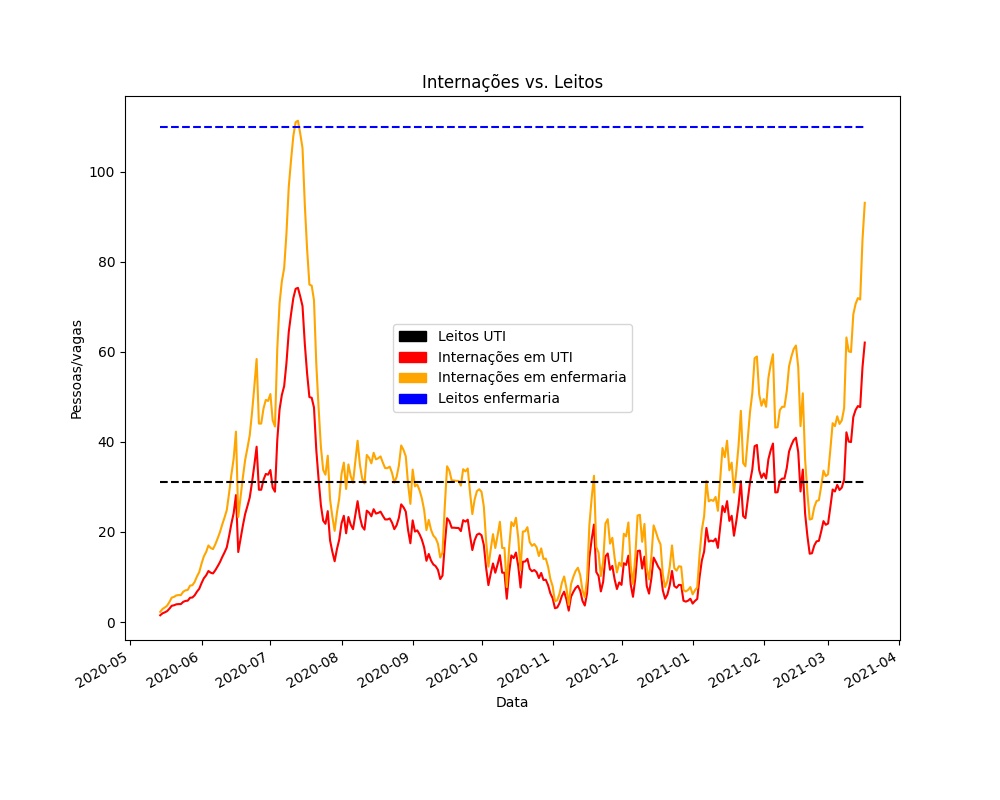 Internações vs. Leitos
Pessoas/vagas
100
80
60
40
20
0
Leitos UTI
Internações em UTI
Internações em enfermaria
Leitos enfermaria
2020-05
2020-06
2020-07
2020-08
2020-09
2020-10
2020-11
2020-12
2021-01
2021-02
2021-03
2021-04
Data